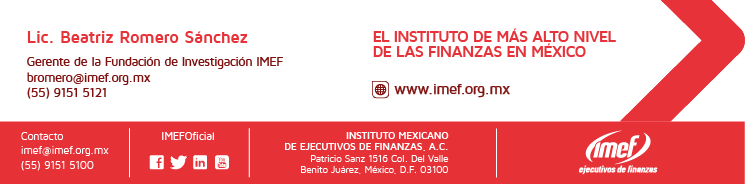 Lic. Beatriz Romero Sánchez
Gerente de la Fundación de Investigación IMEF
bromero@imef.org.mx
(55) 9151 5121
EL INSTITUTO DE MÁS ALTO NIVEL
DE LAS FINANZAS EN MÉXICO
www.imef.org.mx
Contacto
imef@imef.org.mx
(55) 9151 5100
IMEFOficial
INSTITUTO MEXICANO
DE EJECUTIVOS DE FINANZAS, A.C.
Patricio Sanz 1516 Col. Del Valle
Benito Juárez, México, D.F. 03100
imef
ejecutivos de finanzas